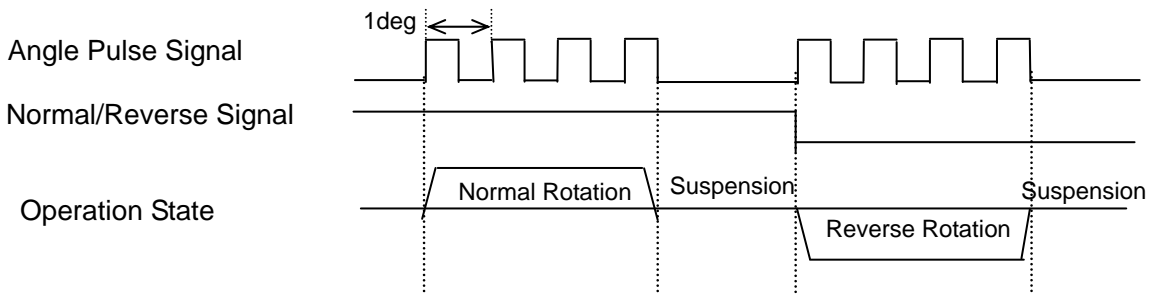 1deg
Angle Pulse Signal
Normal/Reverse Signal
Operation State
Normal Rotation
Suspension
Reverse Rotation
Suspension